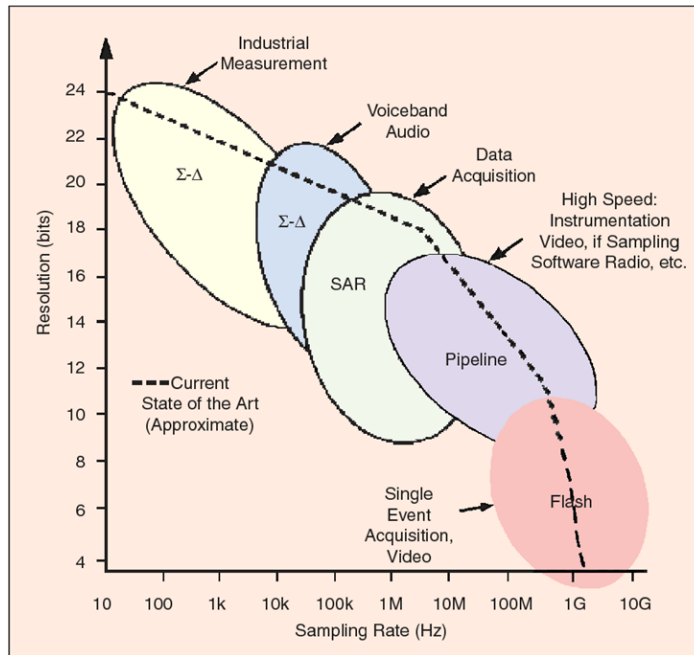 Industrial
Measurement
Voiceband
Audio
Data
Acquisition
High Speed:
Instrumentation
Video, if Sampling
Software Radio, etc.
Resolution (bits)
24
22
20
18
16
14
12
10
8
6
4
Σ-Δ
Σ-Δ
SAR
Pipeline
Flash
Current
State of the Art
(Approximate)
Single
Event
Acquisition,
Video
10 100 1k 10k 100k 1M 10M 100M 1G 10G
Sampling Rate (Hz)